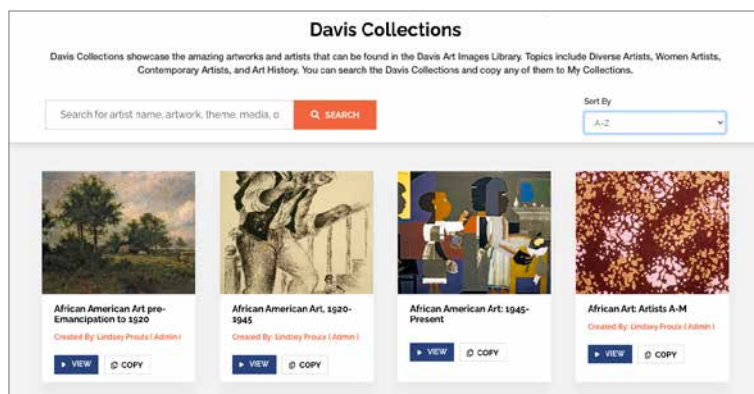 Davis Collections
Davis Collections showcase the amazing artworks and artists that can be found in the Davis Art Images Library. Topics include Diverse Artists, Women Artists,
Contemporary Artists, and Art History. You can search the Davis Collections and copy any of them to My Collections.
Sort By
Search for artist name, artwork, theme, media, o
SEARCH
A-Z
African American Art pre-
Emancipation to 1920
Created By: Lindsey Proulx ( Admin )
VIEW
COPY
African American Art, 1920-
1945
Created By: Lindsey Proulx ( Admin )
VIEW
COPY
African American Art: 1945-
Present
VIEW
COPY
African Art: Artists A-M
Created By: Lindsey Proulx ( Admin )
VIEW
COPY